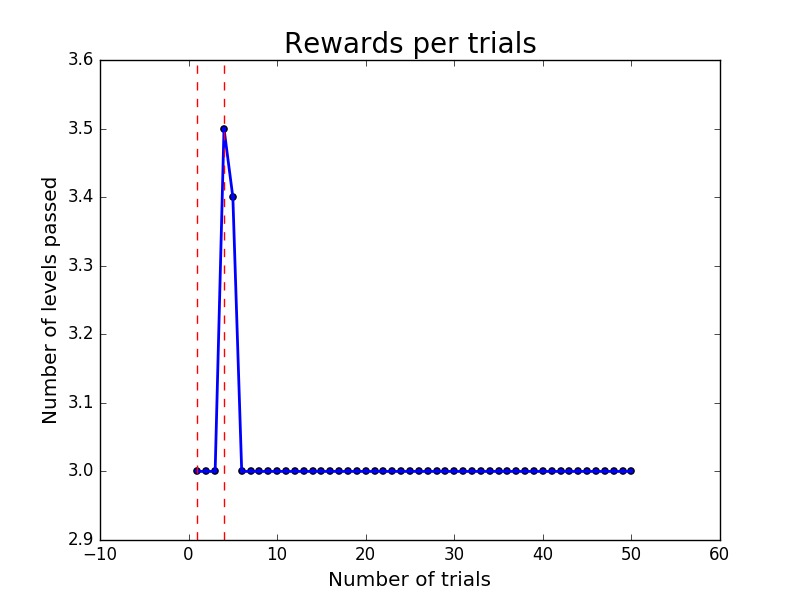 Rewards per trials
3.6
3.5
3.4
3.3
3.2
3.1
3.0
2.9
Number of levels passed
−10 0 10 20 30 40 50 60
Number of trials